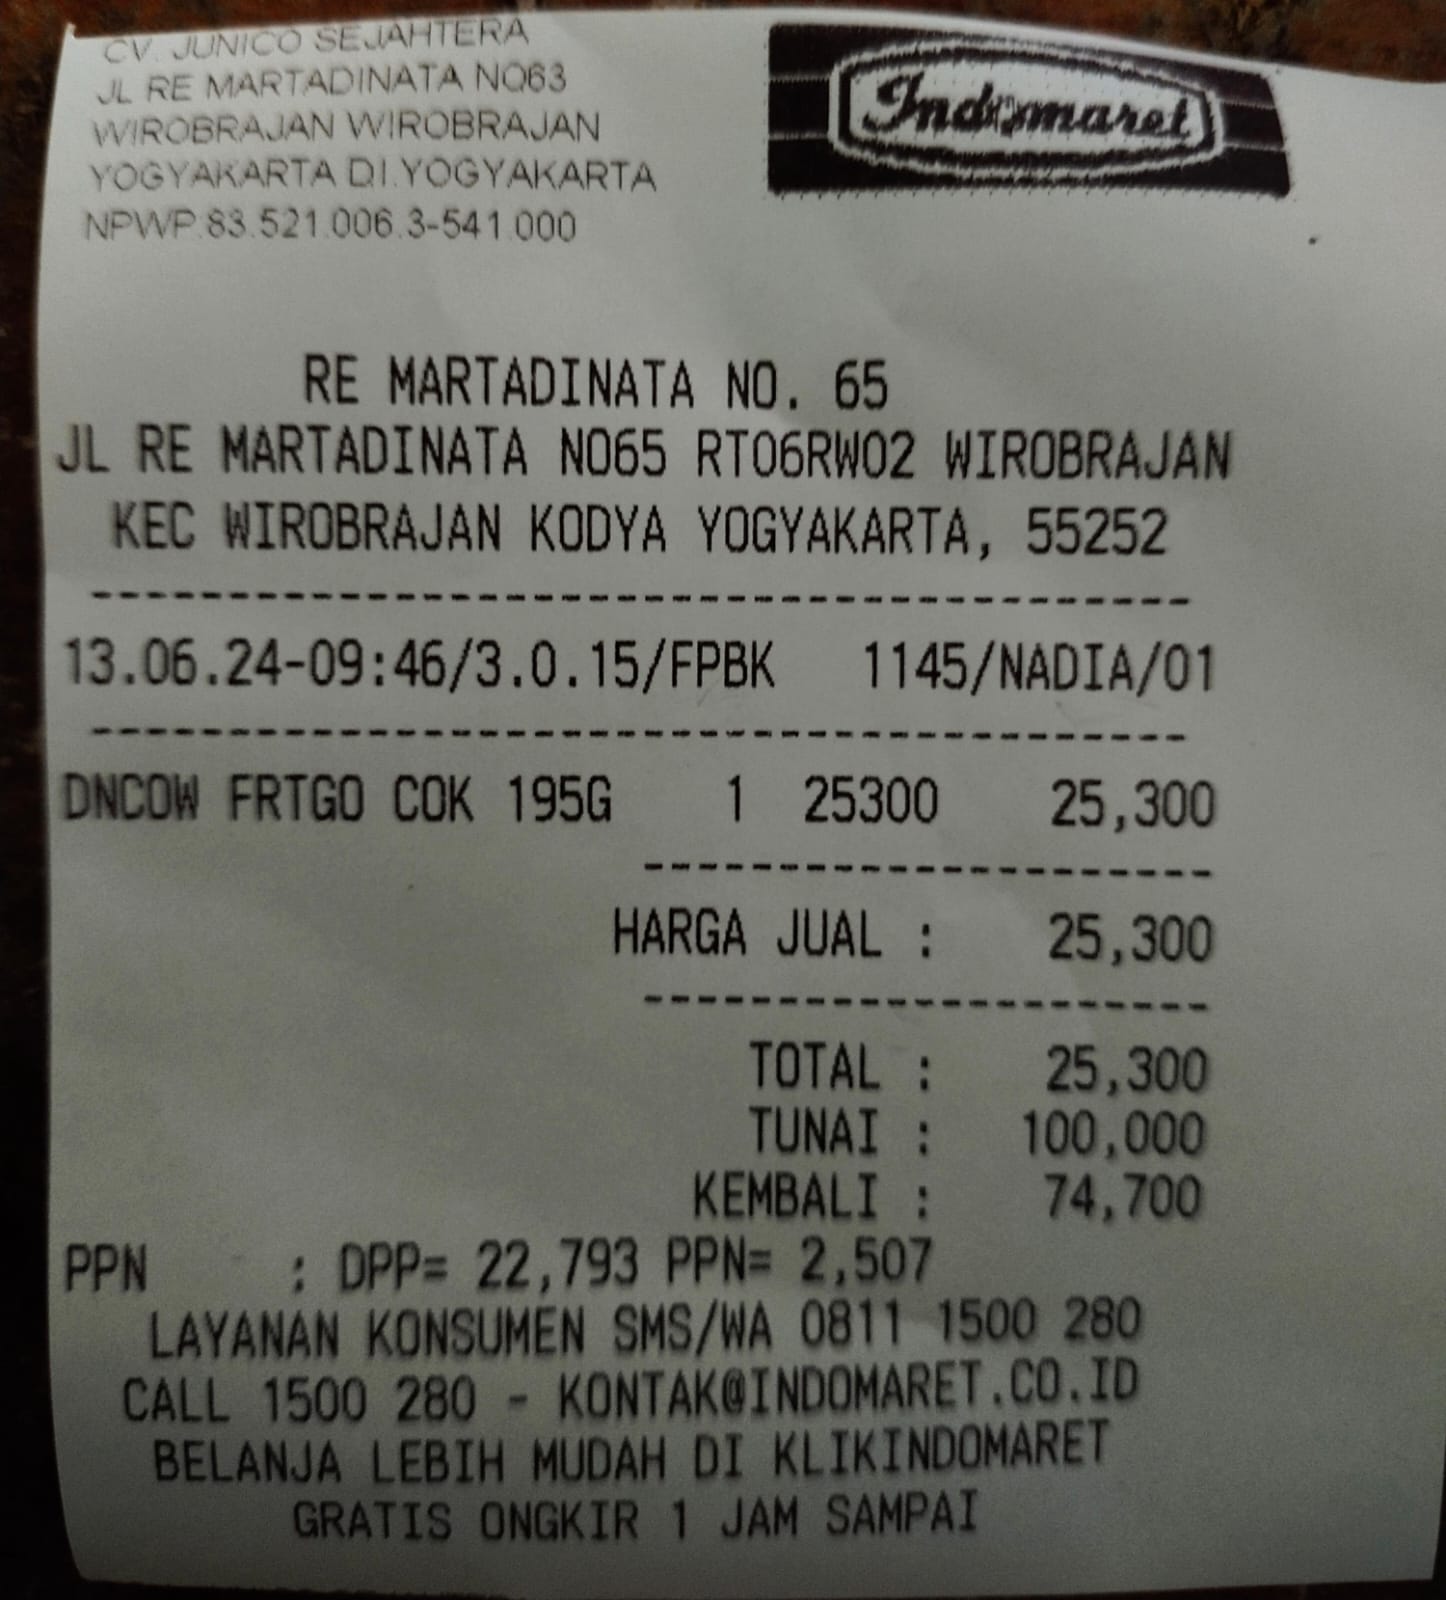 CV. JUNICO SEJAHTERA
JL RE MARTADINATA NO63
WIROBRAJAN WIROBRAJAN
YOGYAKARTA D.I. YOGYAKARTA
NPWP.83.521.006.3-541.000
Indomaret
RE MARTADINATA NO. 65
JL RE MARTADINATA NO65 RT06RW02 WIROBRAJAN
KEC WIROBRAJAN KODYA YOGYAKARTA, 55252
13.06.24-09:46/3.0.15/FPBK 1145/NADIA/01
DNCOW FRTGO COK 195G 1 25300 25,300
HARGA JUAL : 25,300
TOTAL : 25,300
TUNAI : 100,000
KEMBALI : 74,700
PPN : DPP= 22,793 PPN= 2,507
LAYANAN KONSUMEN SMS/WA 0811 1500 280
CALL 1500 280 - KONTAK@INDOMARET.CO.ID
BELANJA LEBIH MUDAH DI KLIKINDOMARET
GRATIS ONGKIR 1 JAM SAMPAI